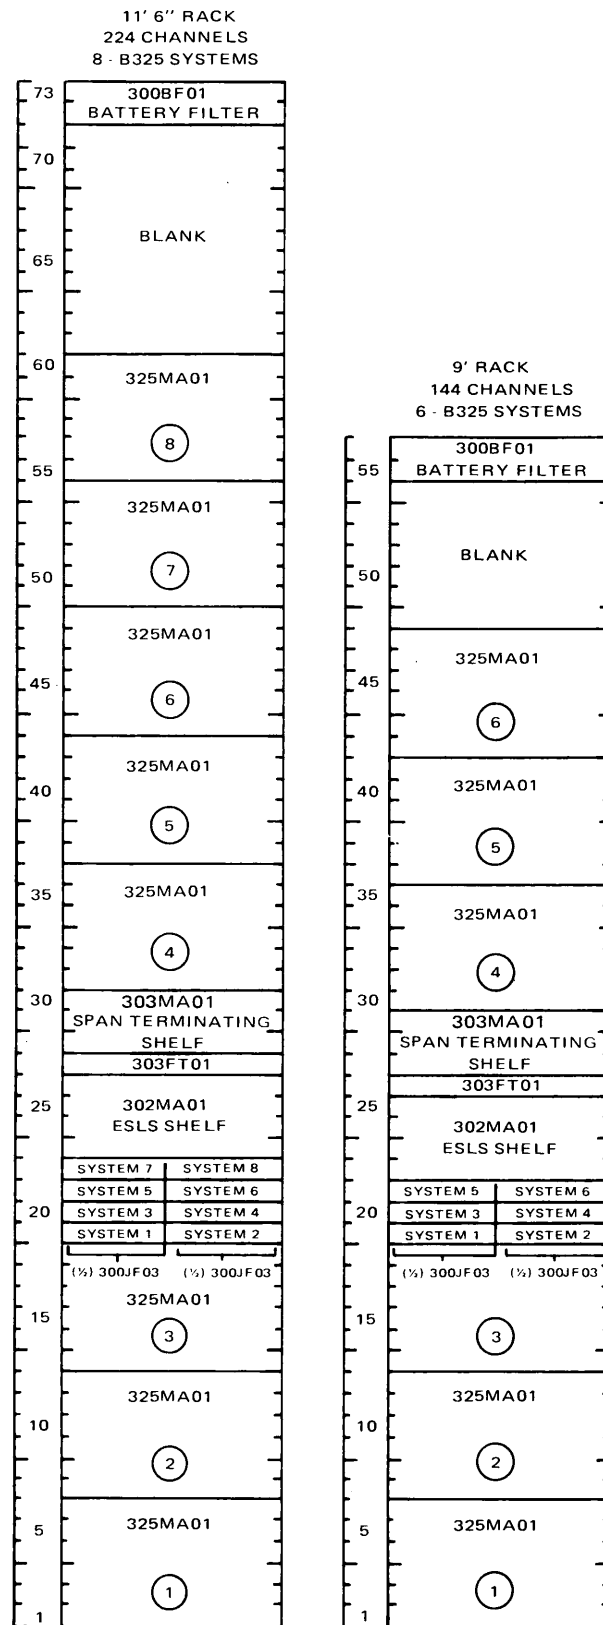 11' 6" RACK
224 CHANNELS
8 - B325 SYSTEMS
73
300BF01
BATTERY FILTER
70
BLANK
65
60
325MA01
8
55
325MA01
7
50
325MA01
6
45
325MA01
5
40
325MA01
4
35
30
303MA01
SPAN TERMINATING
SHELF
303FT01
25
302MA01
ESLS SHELF
SYSTEM 7 SYSTEM 8
SYSTEM 5 SYSTEM 6
20
SYSTEM 3 SYSTEM 4
SYSTEM 1 SYSTEM 2
(½) 300JF03 (½) 300JF03
325MA01
15
3
325MA01
10
2
325MA01
5
1
1
9' RACK
144 CHANNELS
6 - B325 SYSTEMS
300BF01
BATTERY FILTER
55
BLANK
50
325MA01
45
6
325MA01
40
5
35
325MA01
4
30
303MA01
SPAN TERMINATING
SHELF
303FT01
25
302MA01
ESLS SHELF
SYSTEM 5 SYSTEM 6
20
SYSTEM 3 SYSTEM 4
SYSTEM 1 SYSTEM 2
(½) 300JF03 (½) 300JF03
15
3
325MA01
10
2
325MA01
5
1
1